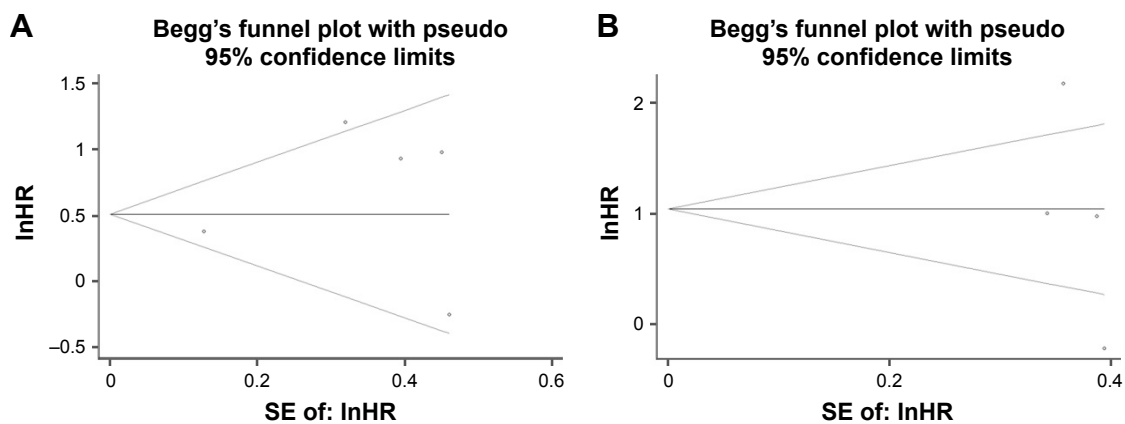 A
Begg's funnel plot with pseudo
95% confidence limits
1.5
1
0.5
0
–0.5
lnHR
0
0.2
0.4
0.6
SE of: lnHR
B
Begg's funnel plot with pseudo
95% confidence limits
2
1
0
lnHR
0
0.2
0.4
SE of: lnHR